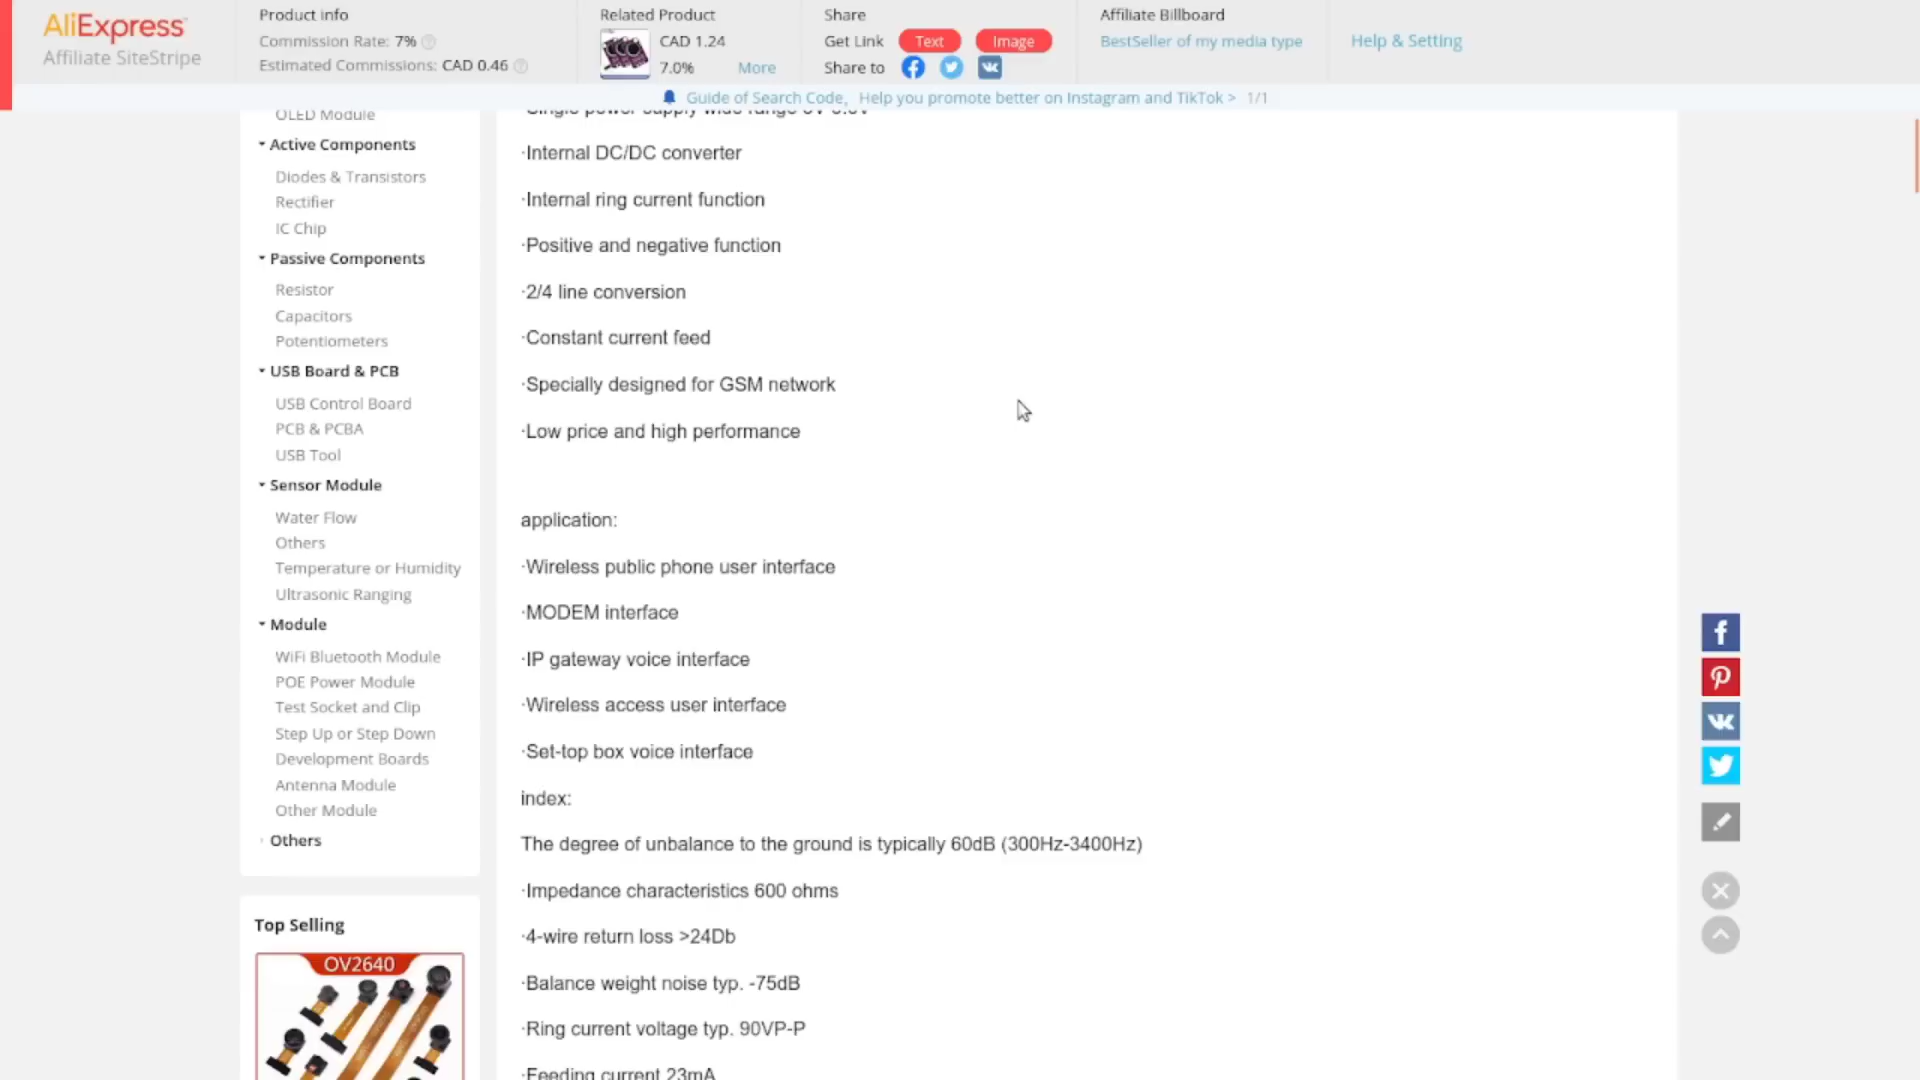 AliExpress
Affiliate SiteStripe
Product info
Commission Rate: 7%
Estimated Commissions: CAD 0.46
Related Product
CAD 1.24
7.0% More
Share
Get Link Text Image
Share to
Affiliate Billboard
BestSeller of my media type
Help & Setting
Guide of Search Code, Help you promote better on Instagram and TikTok > 1/1
OLED Module
Active Components
Diodes & Transistors
Rectifier
IC Chip
Passive Components
Resistor
Capacitors
Potentiometers
USB Board & PCB
USB Control Board
PCB & PCBA
USB Tool
Sensor Module
Water Flow
Others
Temperature or Humidity
Ultrasonic Ranging
Module
WiFi Bluetooth Module
POE Power Module
Test Socket and Clip
Step Up or Step Down
Development Boards
Antenna Module
Other Module
Others
Top Selling
OV2640
·Single power supply wide range
·Internal DC/DC converter
·Internal ring current function
·Positive and negative function
·2/4 line conversion
·Constant current feed
·Specially designed for GSM network
·Low price and high performance
application:
·Wireless public phone user interface
·MODEM interface
·IP gateway voice interface
·Wireless access user interface
·Set-top box voice interface
index:
The degree of unbalance to the ground is typically 60dB (300Hz-3400Hz)
·Impedance characteristics 600 ohms
·4-wire return loss >24Db
·Balance weight noise typ. -75dB
·Ring current voltage typ. 90VP-P
·Feeding current 23mA